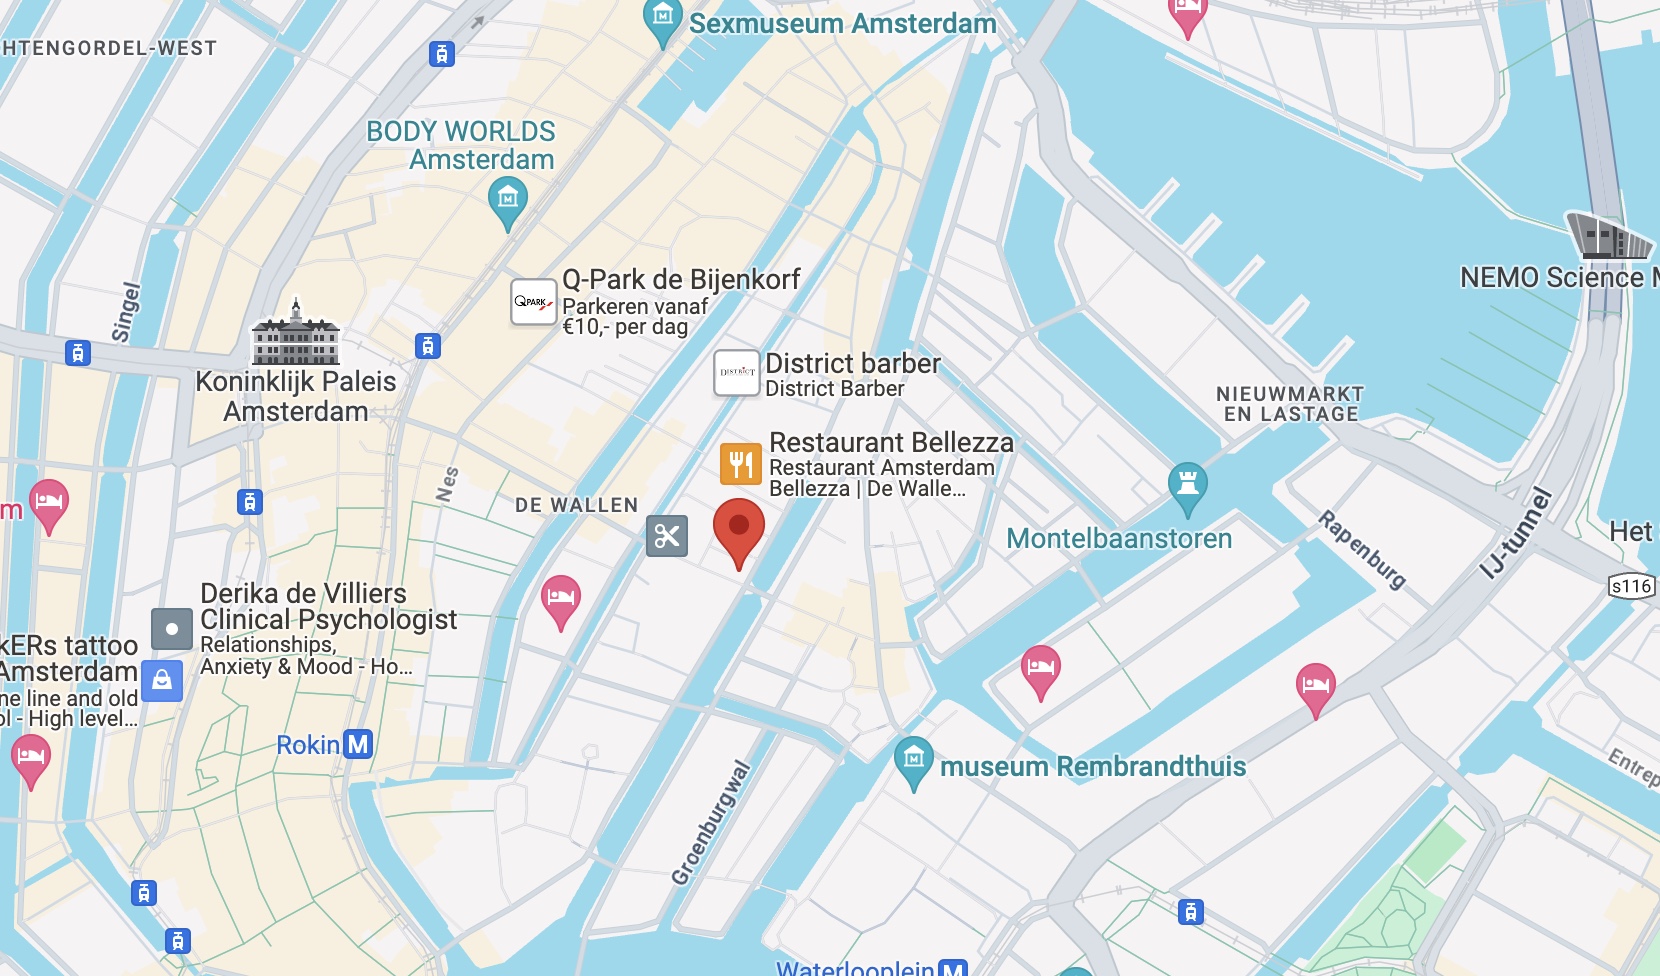 Sexmuseum Amsterdam
HTENGORDEL-WEST
BODY WORLDS
Amsterdam
Q-Park de Bijenkorf
QPARK
Parkeren vanaf
€10,- per dag
NEMO Science M
Singel
District barber
DISTRICT
District Barber
Koninklijk Paleis
Amsterdam
NIEUWMARKT
EN LASTAGE
Restaurant Bellezza
Restaurant Amsterdam
Bellezza | De Walle...
Nes
DE WALLEN
m
Montelbaanstoren
Rapenburg
IJ-tunnel
Het
s116
Derika de Villiers
Clinical Psychologist
Relationships,
Anxiety & Mood - Ho...
kERs tattoo
Amsterdam
ne line and old
ol - High level...
Rokin M
museum Rembrandthuis
Entrep
Groenburgwal
Waterlooplein M